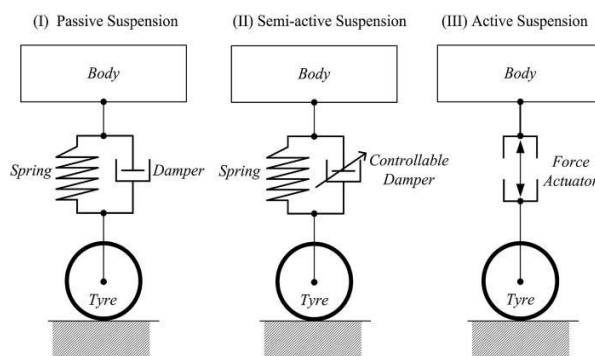 (I) Passive Suspension
(II) Semi-active Suspension
(III) Active Suspension
Body
Body
Body
Spring
Damper
Spring
Controllable
Damper
Force
Actuator
Tyre
Tyre
Tyre